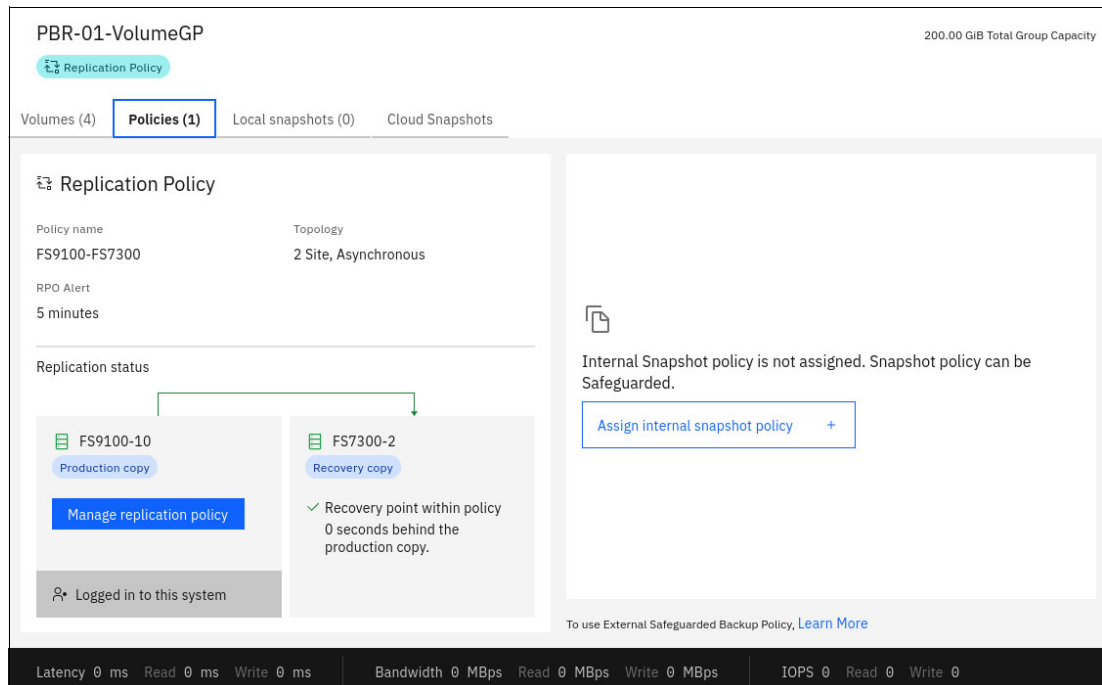 PBR-01-VolumeGP
200.00 GiB Total Group Capacity
Replication Policy
Volumes (4) Policies (1) Local snapshots (0) Cloud Snapshots
Replication Policy
Policy name Topology
FS9100-FS7300 2 Site, Asynchronous
RPO Alert
5 minutes
Replication status
FS9100-10
Production copy
Manage replication policy
Logged in to this system
FS7300-2
Recovery copy
Recovery point within policy
0 seconds behind the
production copy.
Internal Snapshot policy is not assigned. Snapshot policy can be
Safeguarded.
Assign internal snapshot policy +
To use External Safeguarded Backup Policy, Learn More
Latency 0 ms Read 0 ms Write 0 ms Bandwidth 0 MBps Read 0 MBps Write 0 MBps IOPS 0 Read 0 Write 0